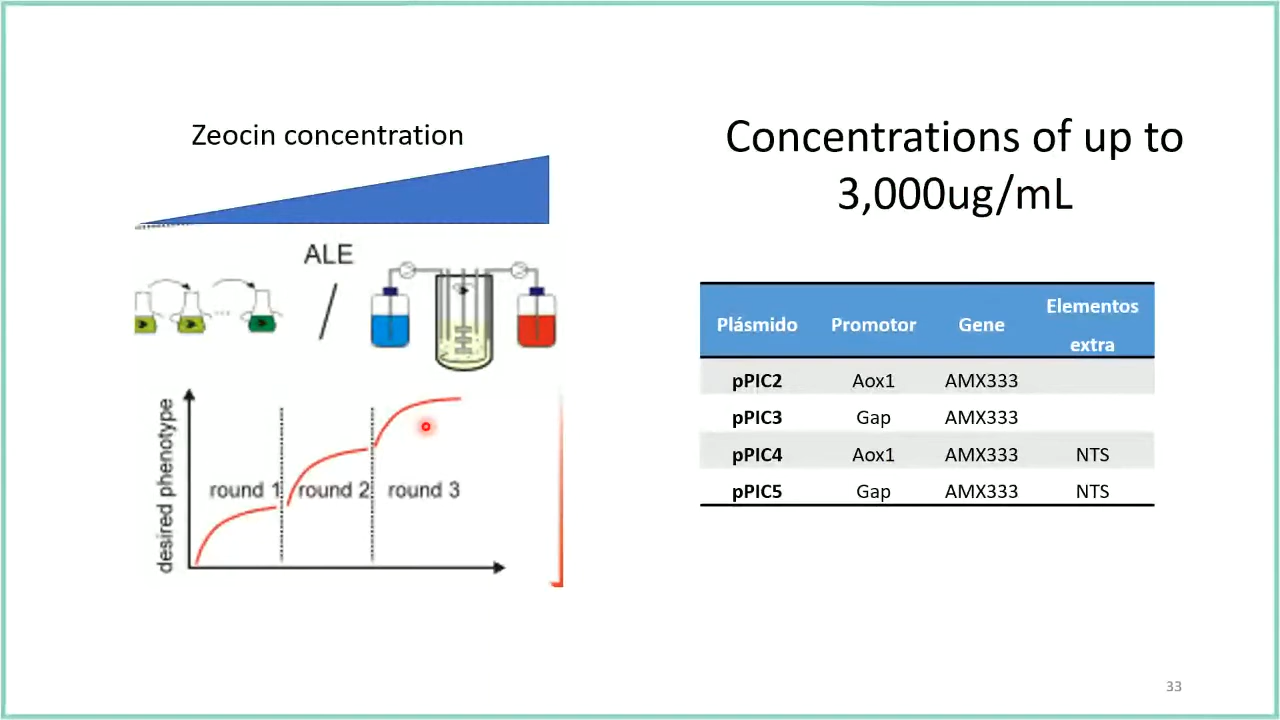 Zeocin concentration
Concentrations of up to
3,000ug/mL
ALE
/
desired phenotype
round 1
round 2
round 3
Plásmido Promotor Gene Elementos extra
pPIC2 Aox1 AMX333
pPIC3 Gap AMX333
pPIC4 Aox1 AMX333 NTS
pPIC5 Gap AMX333 NTS
33